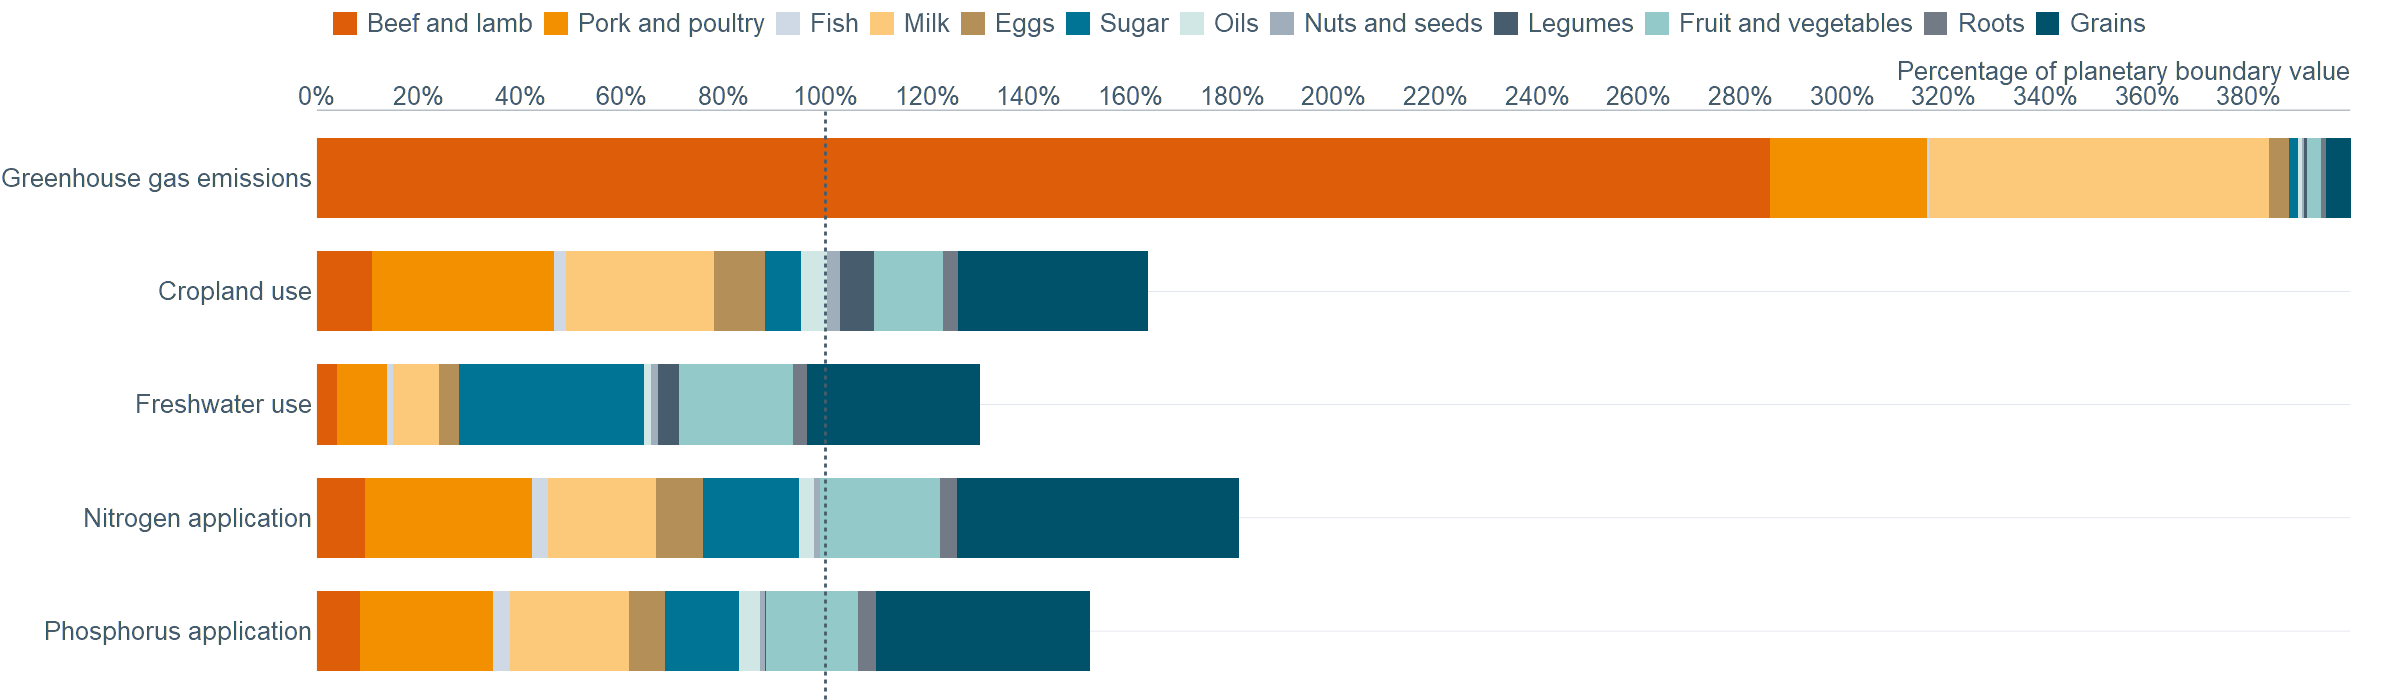 Beef and lamb Pork and poultry Fish Milk Eggs Sugar Oils Nuts and seeds Legumes Fruit and vegetables Roots Grains
Percentage of planetary boundary value
0% 20% 40% 60% 80% 100% 120% 140% 160% 180% 200% 220% 240% 260% 280% 300% 320% 340% 360% 380%
Greenhouse gas emissions
Cropland use
Freshwater use
Nitrogen application
Phosphorus application